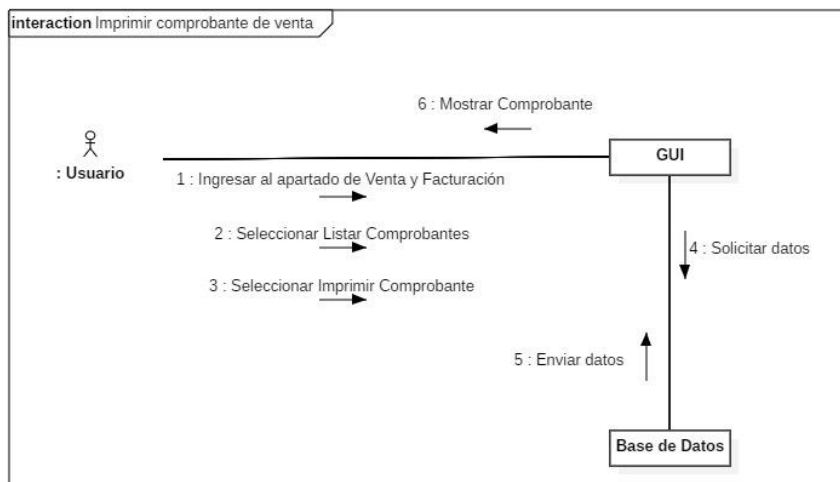 interaction Imprimir comprobante de venta
6 : Mostrar Comprobante
: Usuario
GUI
1 : Ingresar al apartado de Venta y Facturación
2 : Seleccionar Listar Comprobantes
3 : Seleccionar Imprimir Comprobante
4 : Solicitar datos
5 : Enviar datos
Base de Datos